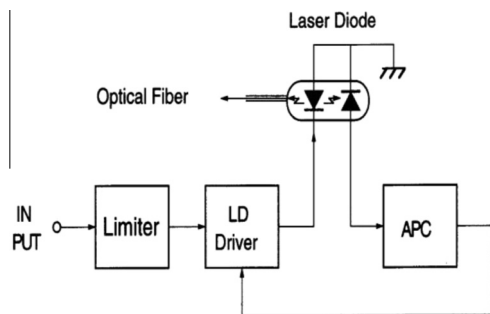 Laser Diode
Optical Fiber
IN
PUT
Limiter
LD
Driver
APC